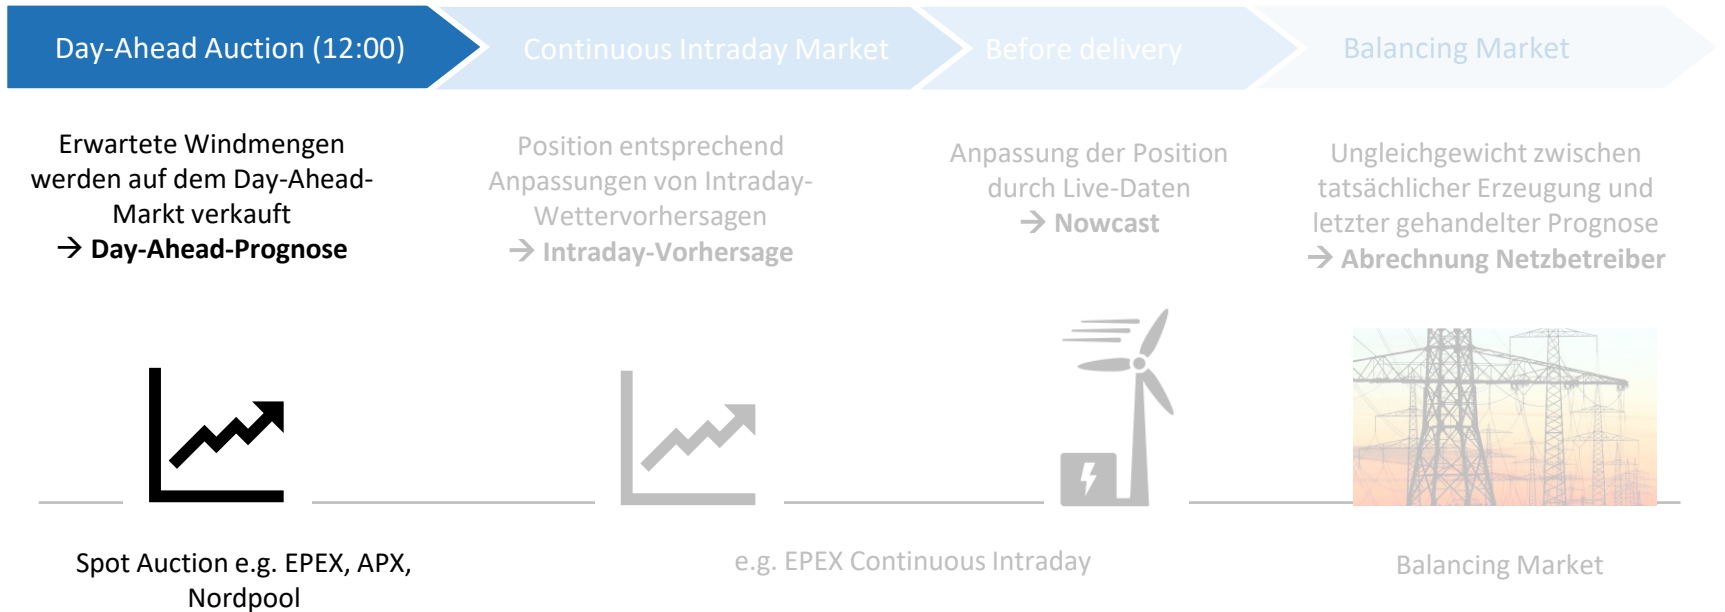 Day-Ahead Auction (12:00)
Continuous Intraday Market
Before delivery
Balancing Market
Erwartete Windmengen
werden auf dem Day-Ahead-
Markt verkauft
→ Day-Ahead-Prognose
Position entsprechend
Anpassungen von Intraday-
Wettervorhersagen
→ Intraday-Vorhersage
Anpassung der Position
durch Live-Daten
→ Nowcast
Ungleichgewicht zwischen
tatsächlicher Erzeugung und
letzter gehandelter Prognose
→ Abrechnung Netzbetreiber
Spot Auction e.g. EPEX, APX,
Nordpool
e.g. EPEX Continuous Intraday
Balancing Market